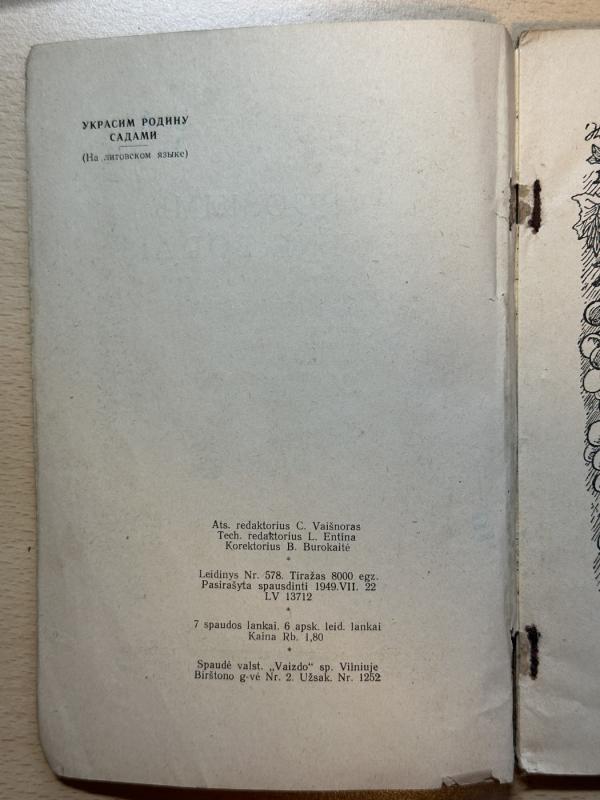 УКРАСИМ РОДИНУ
САДАМИ
(На литовском языке)
Ats. redaktorius C. Vaišnoras
Tech. redaktorius L. Entina
Korektorius B. Burokaitė
*
Leidinys Nr. 578. Tiražas 8000 egz.
Pasirašyta spausdinti 1949.VII. 22
LV 13712
*
7 spaudos lankai. 6 apsk. leid. lankai
Kaina Rb. 1,80
*
Spaudė valst. „Vaizdo" sp. Vilniuje
Birštono g-vė Nr. 2. Užsak. Nr. 1252